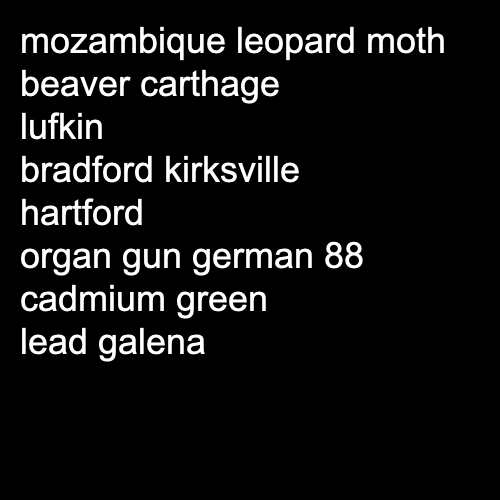 mozambique leopard moth
beaver carthage
lufkin
bradford kirksville
hartford
organ gun german 88
cadmium green
lead galena